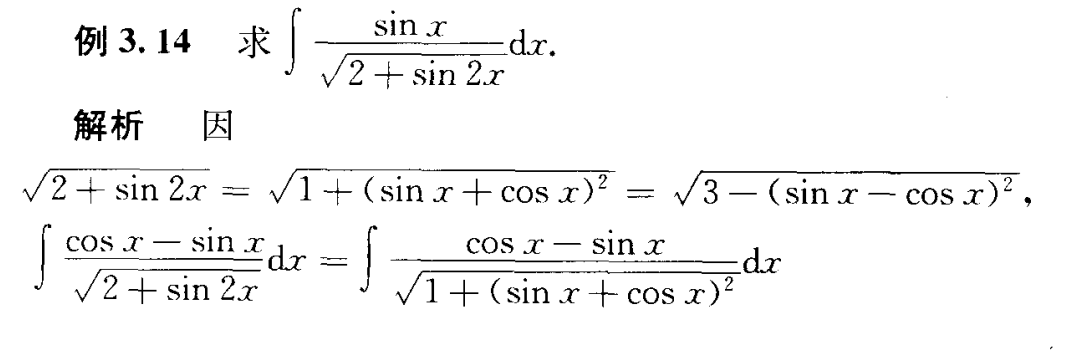 例 3.14 求 ∫ sin x / √(2 + sin 2x) dx.
解析 因
√(2 + sin 2x) = √(1 + (sin x + cos x)²) = √(3 − (sin x − cos x)²),
∫ (cos x − sin x) / √(2 + sin 2x) dx = ∫ (cos x − sin x) / √(1 + (sin x + cos x)²) dx